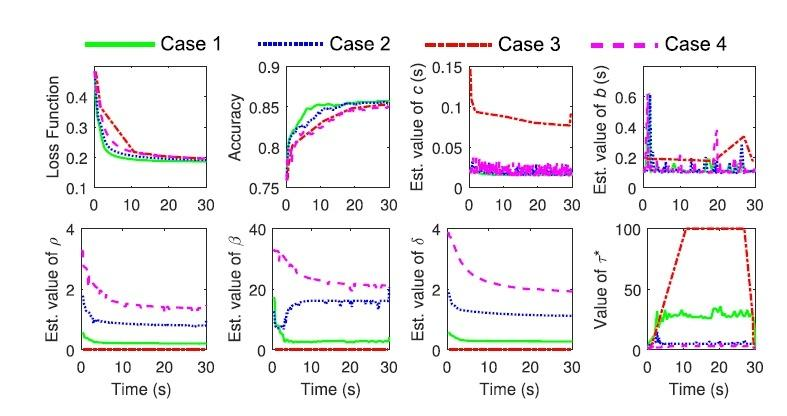 Case 1 Case 2 Case 3 Case 4
Loss Function
0.4
0.3
0.2
0.1
0 10 20 30
Accuracy
0.9
0.85
0.8
0.75
0 10 20 30
Est. value of c (s)
0.15
0.1
0.05
0
0 10 20 30
Est. value of b (s)
0.6
0.4
0.2
0
0 10 20 30
Est. value of ρ
4
2
0
0 10 20 30
Time (s)
Est. value of β
40
20
0
0 10 20 30
Time (s)
Est. value of δ
4
2
0
0 10 20 30
Time (s)
Value of τ*
100
50
0
0 10 20 30
Time (s)